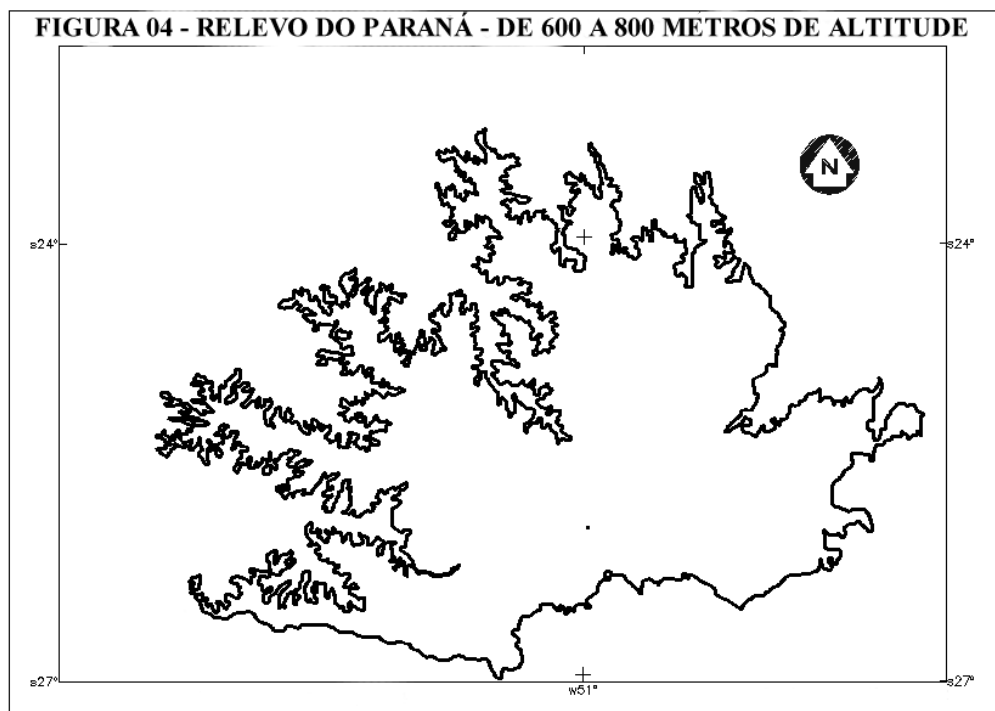 FIGURA 04 - RELEVO DO PARANÁ - DE 600 A 800 METROS DE ALTITUDE
N
s24° s24°
s27° s27°
w51°